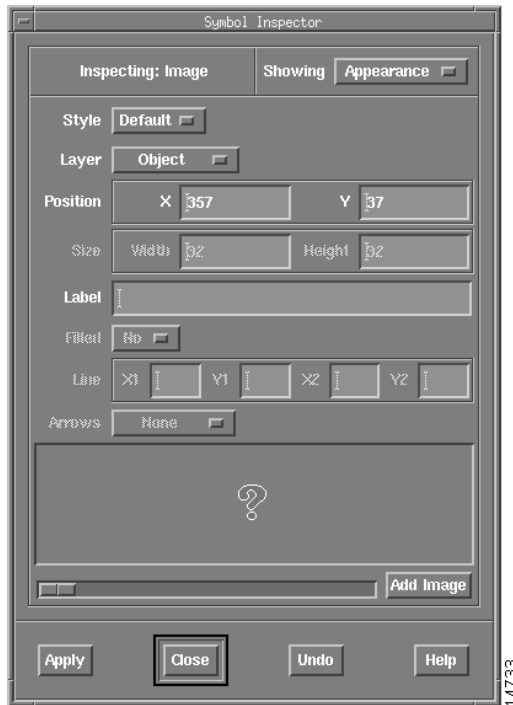 Symbol Inspector
Inspecting: Image
Showing Appearance
Style Default
Layer Object
Position X 357 Y 37
Size Width 32 Height 32
Label
Filled No
Line X1 Y1 X2 Y2
Arrows None
?
Add Image
Apply Close Undo Help
14733